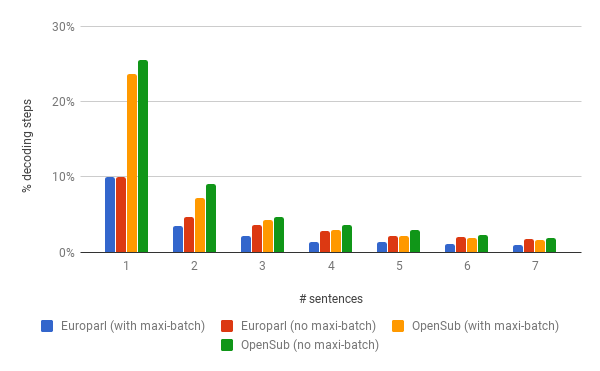 30%
20%
10%
0%
% decoding steps
1 2 3 4 5 6 7
# sentences
Europarl (with maxi-batch) Europarl (no maxi-batch) OpenSub (with maxi-batch)
OpenSub (no maxi-batch)